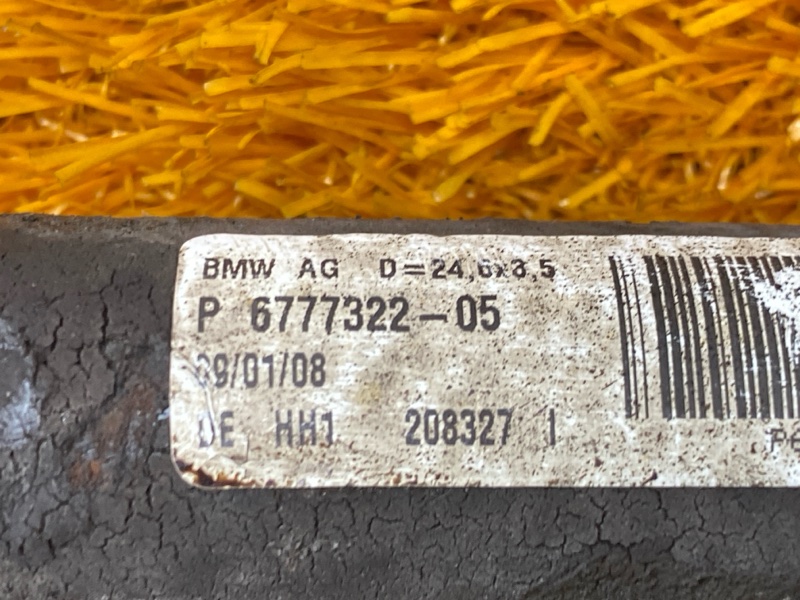 BMW AG D=24,6x3,5
P 6777322-05
09/01/08
DE HH1 208327 I